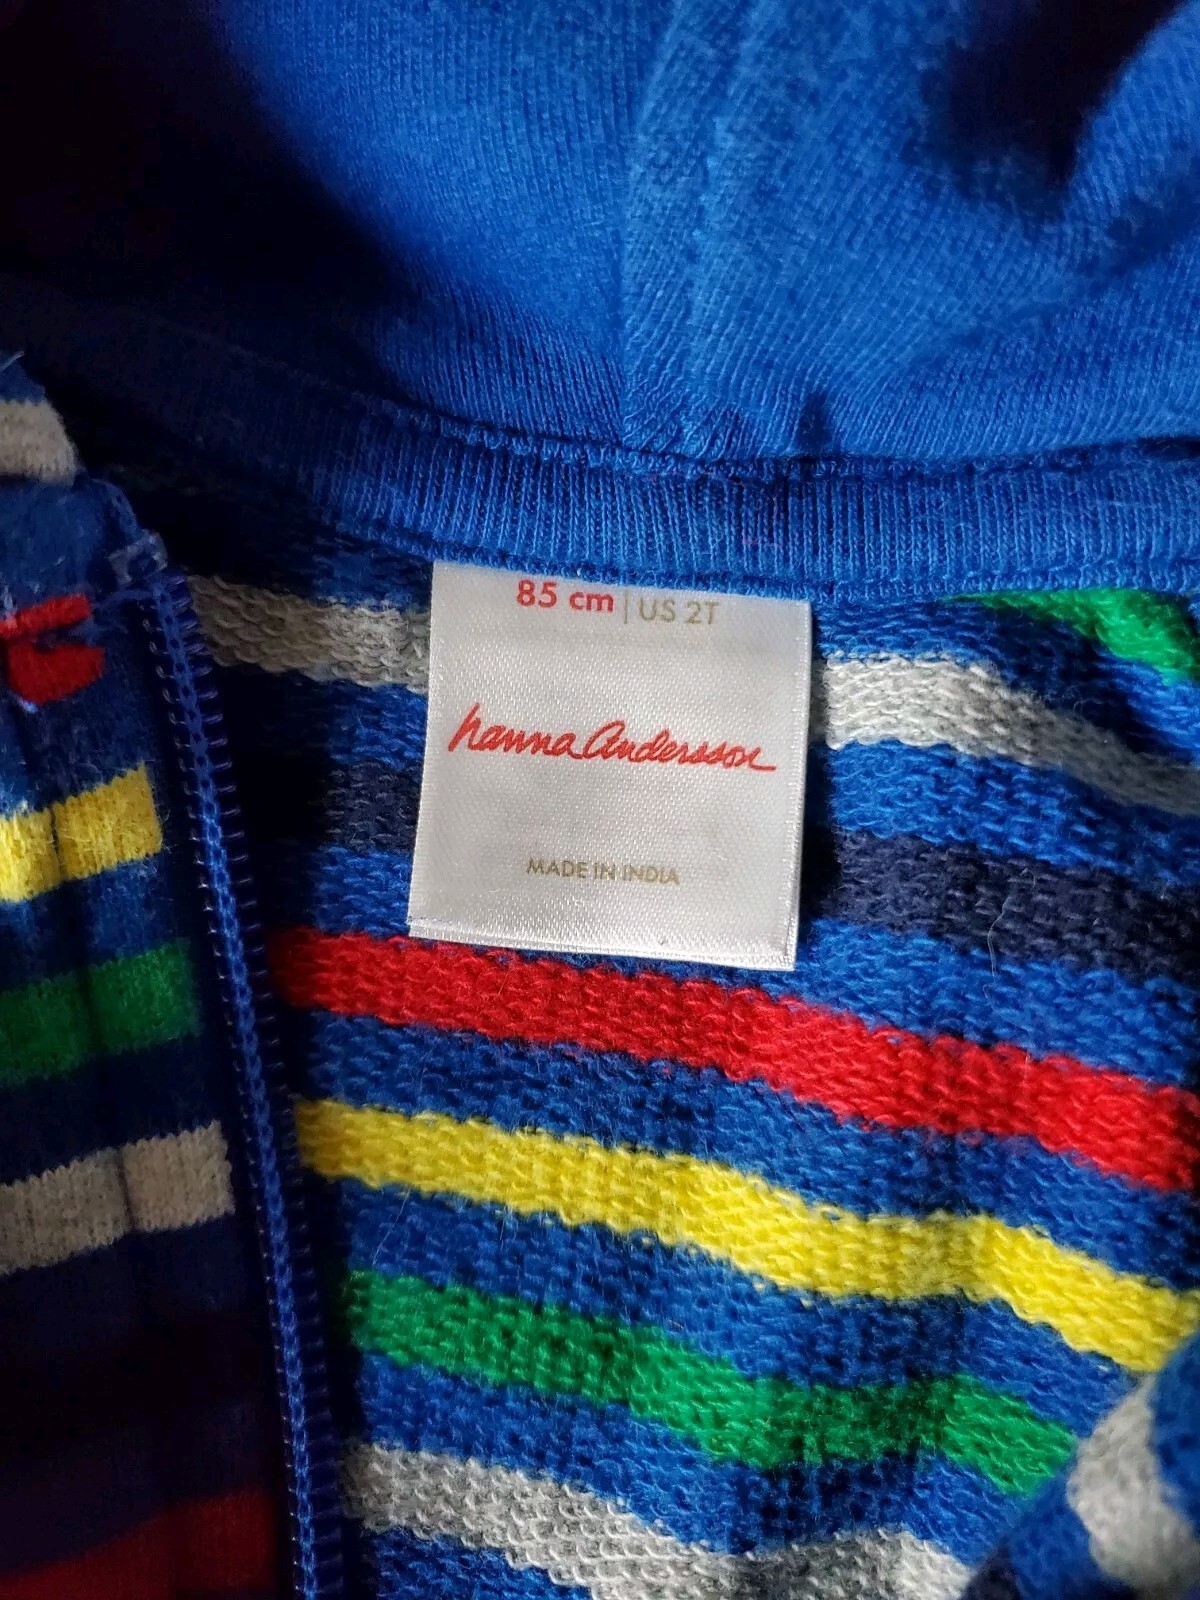 85 cm | US 2T
hanna andersson
MADE IN INDIA